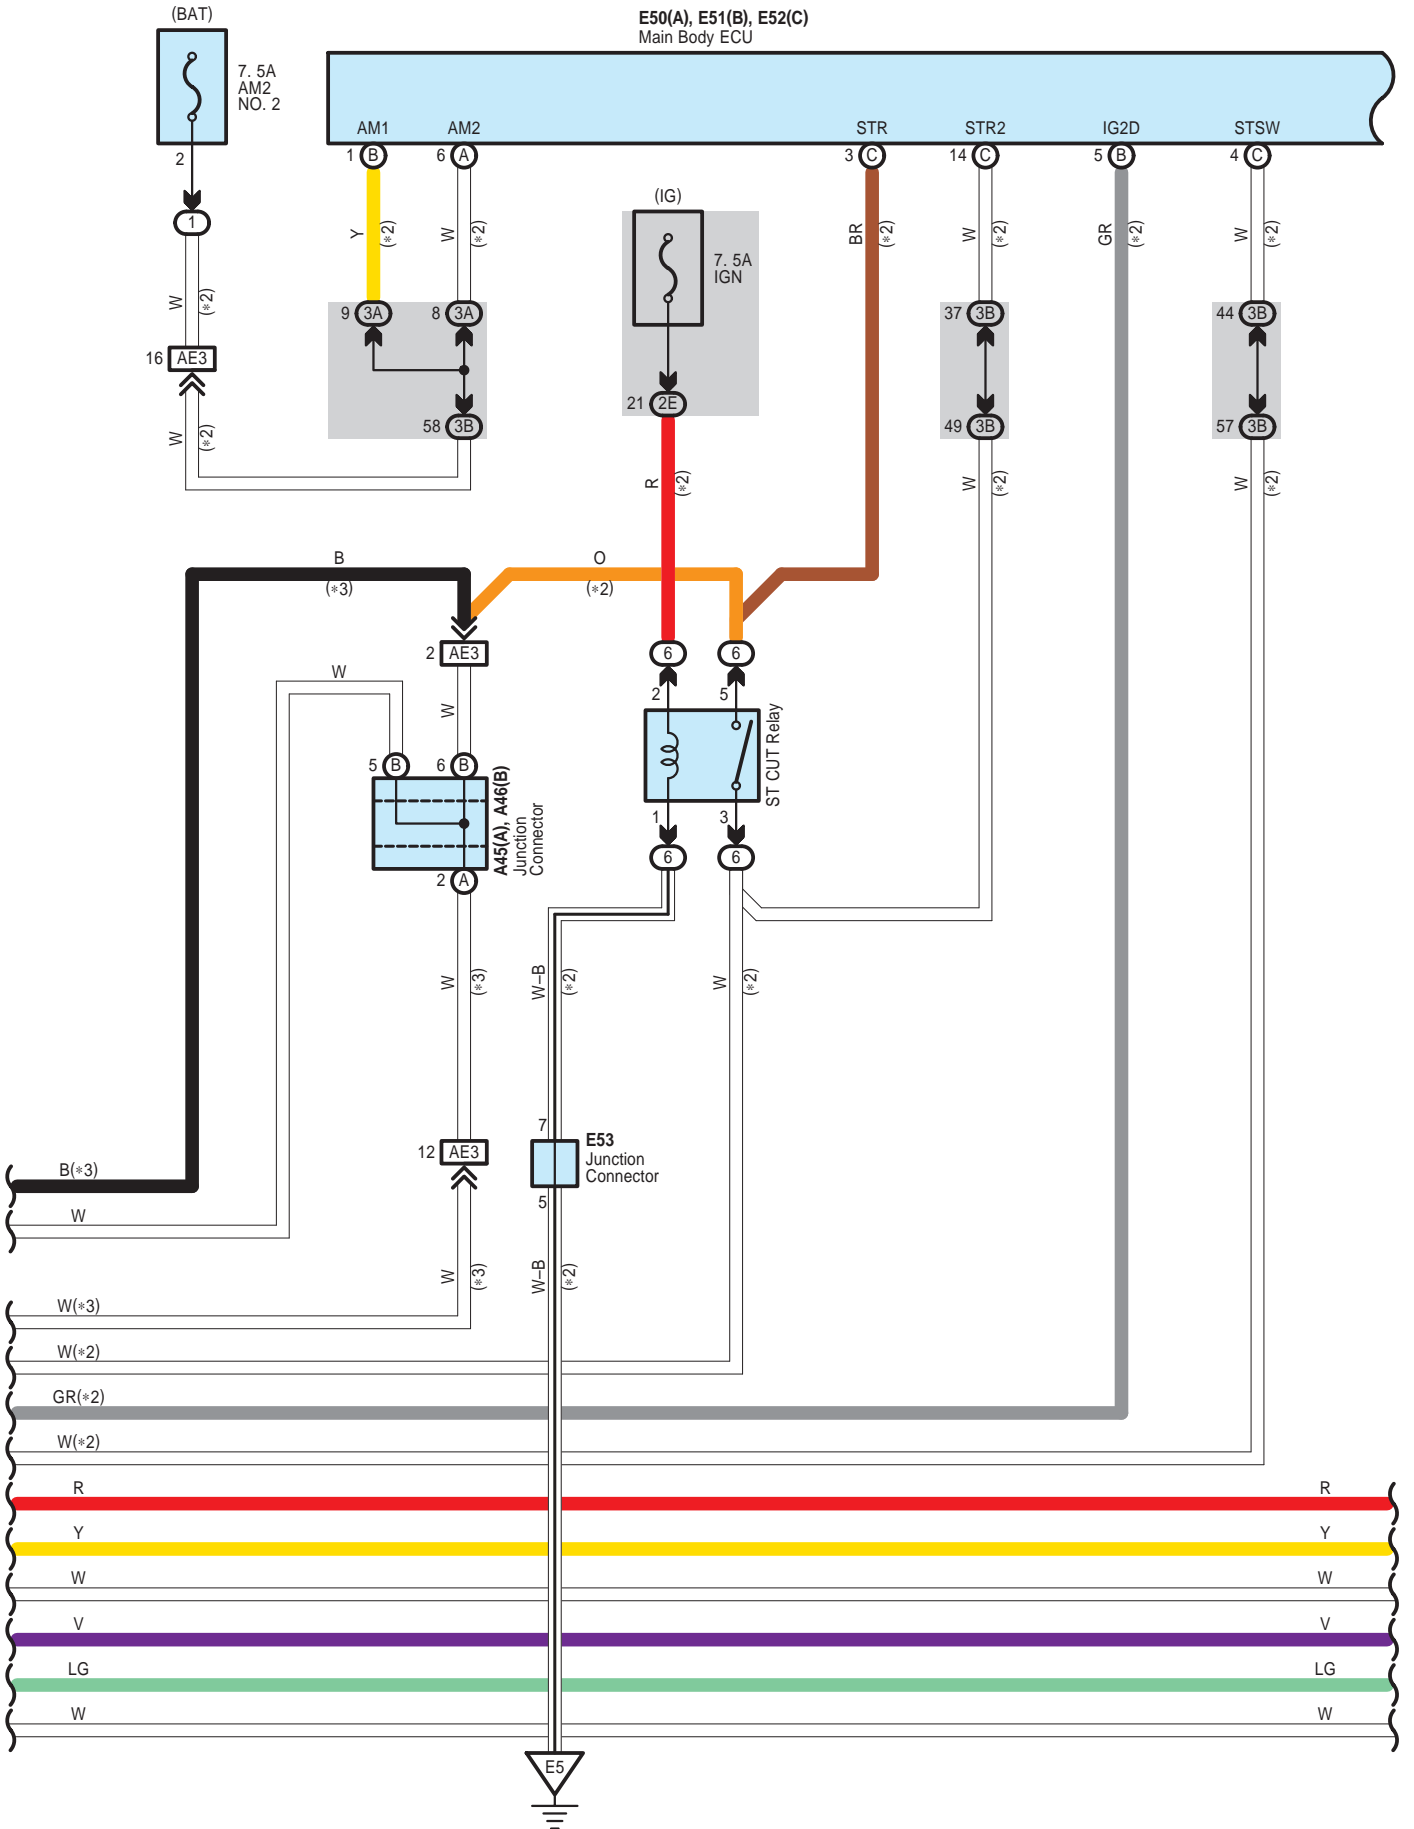 (BAT)
E50(A), E51(B), E52(C)
Main Body ECU
7. 5A
AM2
NO. 2
AM1
AM2
STR
STR2
IG2D
STSW
2
1 B
6 A
3 C
14 C
5 B
4 C
1
(IG)
7. 5A
IGN
Y
(*2)
W
(*2)
BR
(*2)
W
(*2)
GR
(*2)
W
(*2)
W
(*2)
9 3A
8 3A
37 3B
44 3B
16 AE3
21 2E
58 3B
49 3B
57 3B
W
(*2)
R
(*2)
W
(*2)
W
(*2)
B
(*3)
O
(*2)
2 AE3
6
6
W
W
2
5
ST CUT Relay
5 B
6 B
A45(A), A46(B)
Junction
Connector
1
3
6
6
2 A
W
(*3)
W–B
(*2)
W
(*2)
7
12 AE3
E53
Junction
Connector
5
B(*3)
W
W
(*3)
W–B
(*2)
W(*3)
W(*2)
GR(*2)
W(*2)
R
R
Y
Y
W
W
V
V
LG
LG
W
W
E5